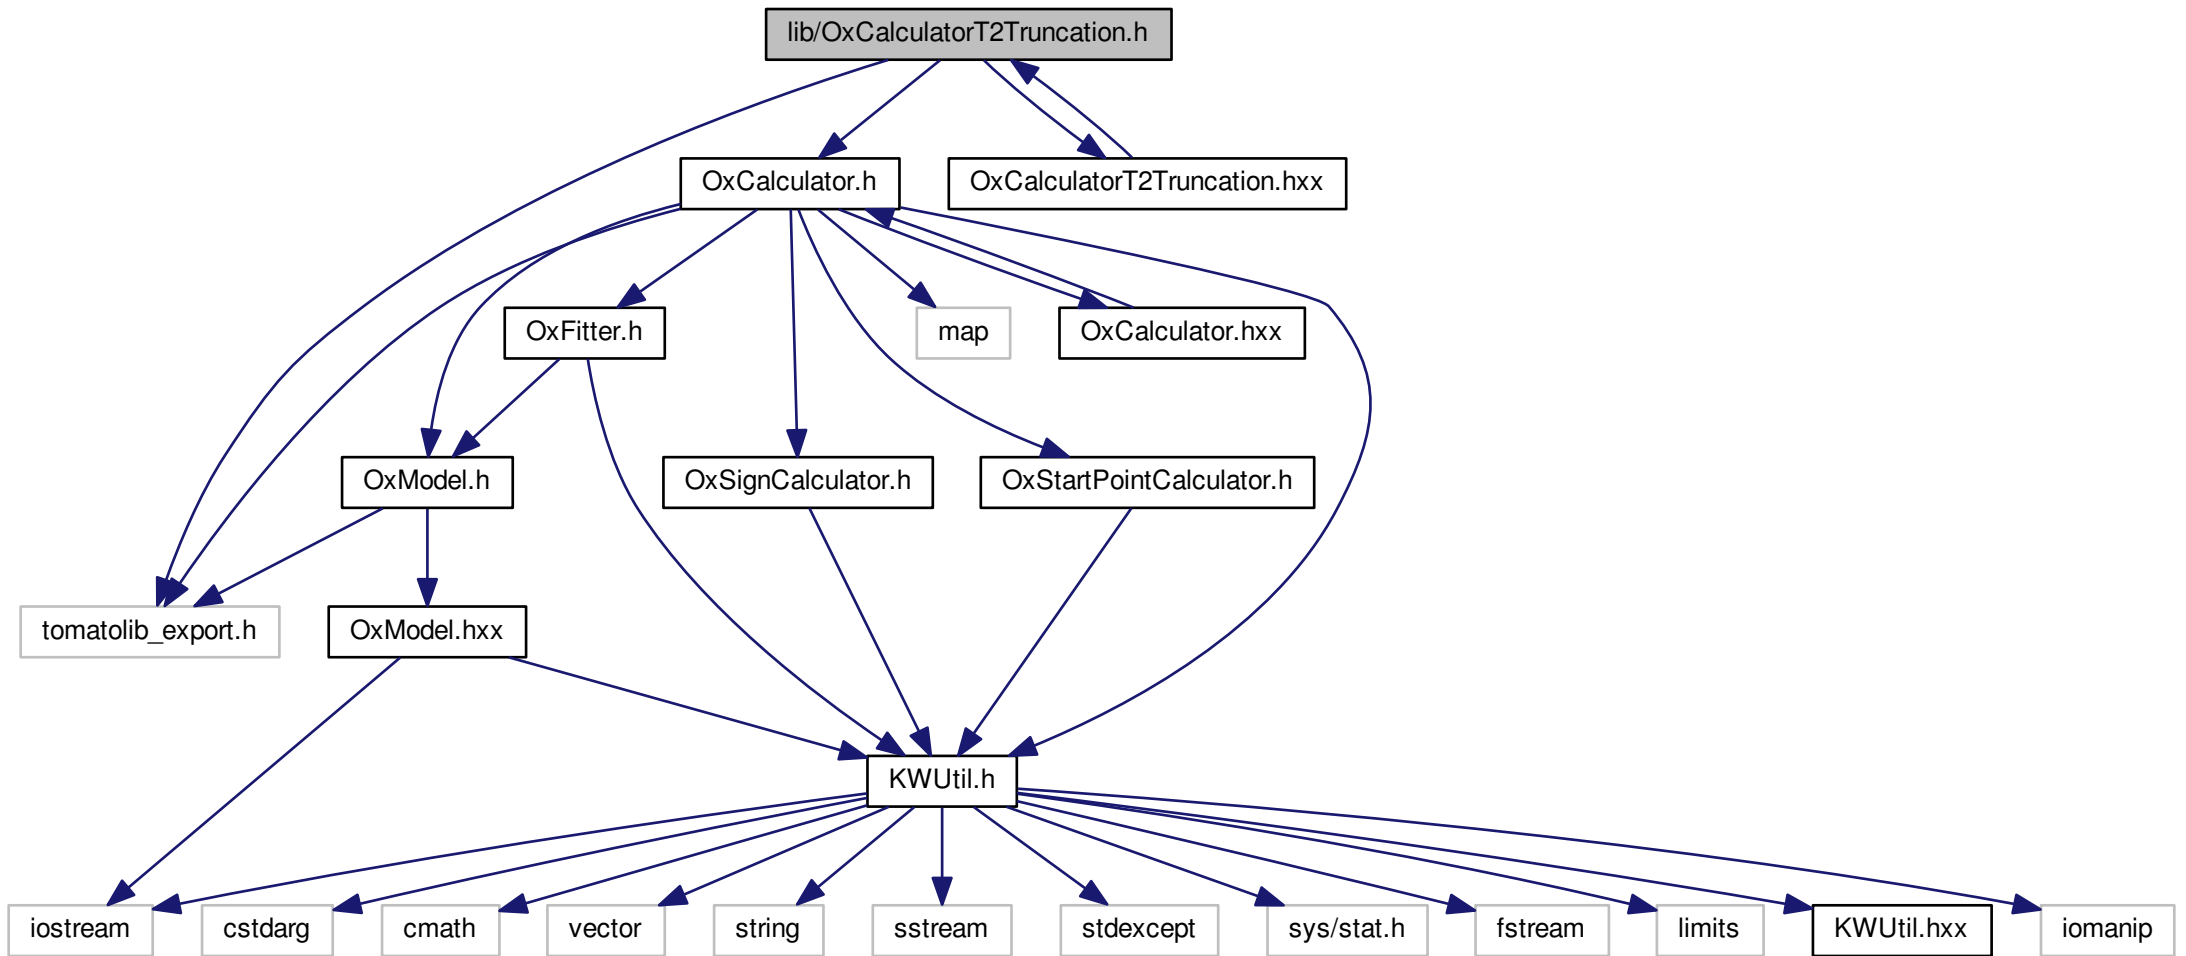 lib/OxCalculatorT2Truncation.h
OxCalculator.h
OxCalculatorT2Truncation.hxx
OxFitter.h
map
OxCalculator.hxx
OxModel.h
OxSignCalculator.h
OxStartPointCalculator.h
tomatolib_export.h
OxModel.hxx
KWUtil.h
iostream
cstdarg
cmath
vector
string
sstream
stdexcept
sys/stat.h
fstream
limits
KWUtil.hxx
iomanip